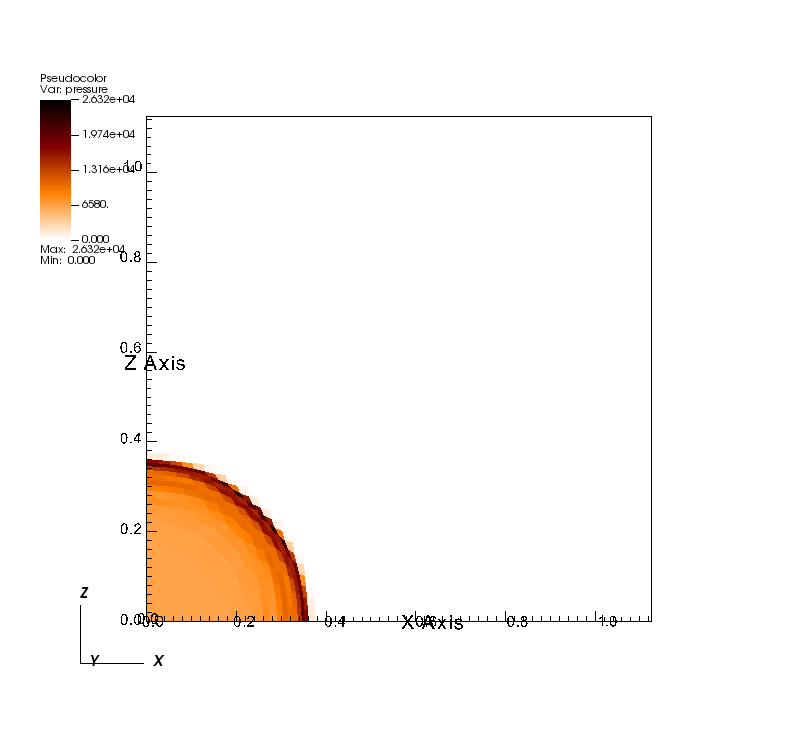 Pseudocolor
Var: pressure
2.632e+04
1.974e+04
1.316e+04
6580.
0.000
Max: 2.632e+04
Min: 0.000
1.0
0.8
0.6
Z Axis
0.4
0.2
0.0
0.0 0.2 0.4 0.6 0.8 1.0
X Axis
Z
Y X